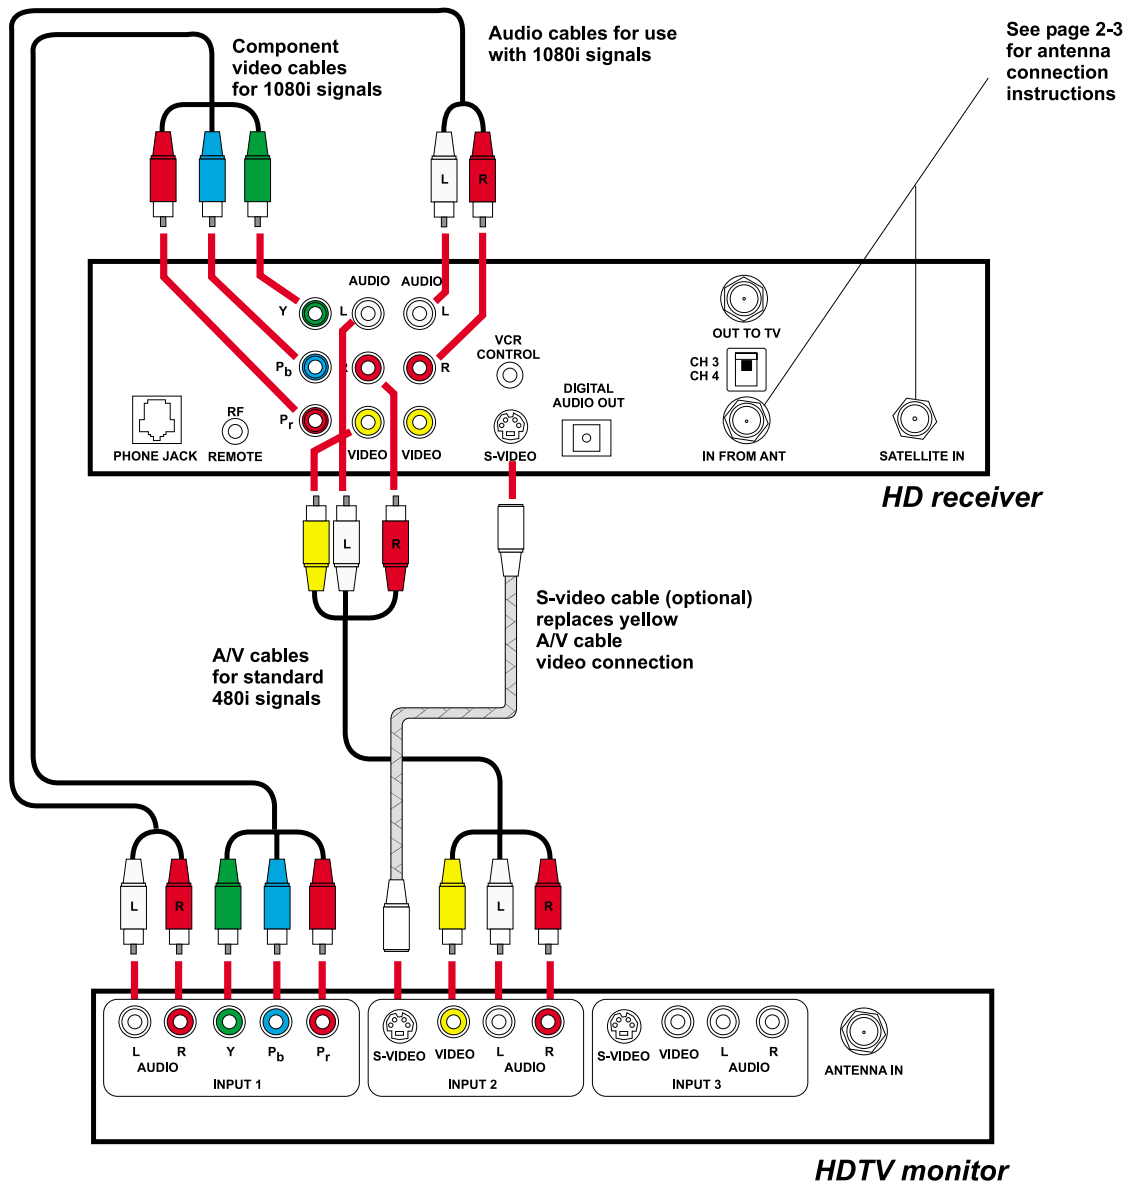 Component
video cables
for 1080i signals
Audio cables for use
with 1080i signals
See page 2-3
for antenna
connection
instructions
L
R
AUDIO
AUDIO
Y
L
L
Pb
R
R
Pr
VIDEO
VIDEO
PHONE JACK
RF
REMOTE
VCR
CONTROL
S-VIDEO
DIGITAL
AUDIO OUT
OUT TO TV
CH 3
CH 4
IN FROM ANT
SATELLITE IN
HD receiver
L
R
A/V cables
for standard
480i signals
S-video cable (optional)
replaces yellow
A/V cable
video connection
L
R
L
R
L
R
AUDIO
Y
Pb
Pr
INPUT 1
S-VIDEO
VIDEO
L
R
AUDIO
INPUT 2
S-VIDEO
VIDEO
L
R
AUDIO
INPUT 3
ANTENNA IN
HDTV monitor